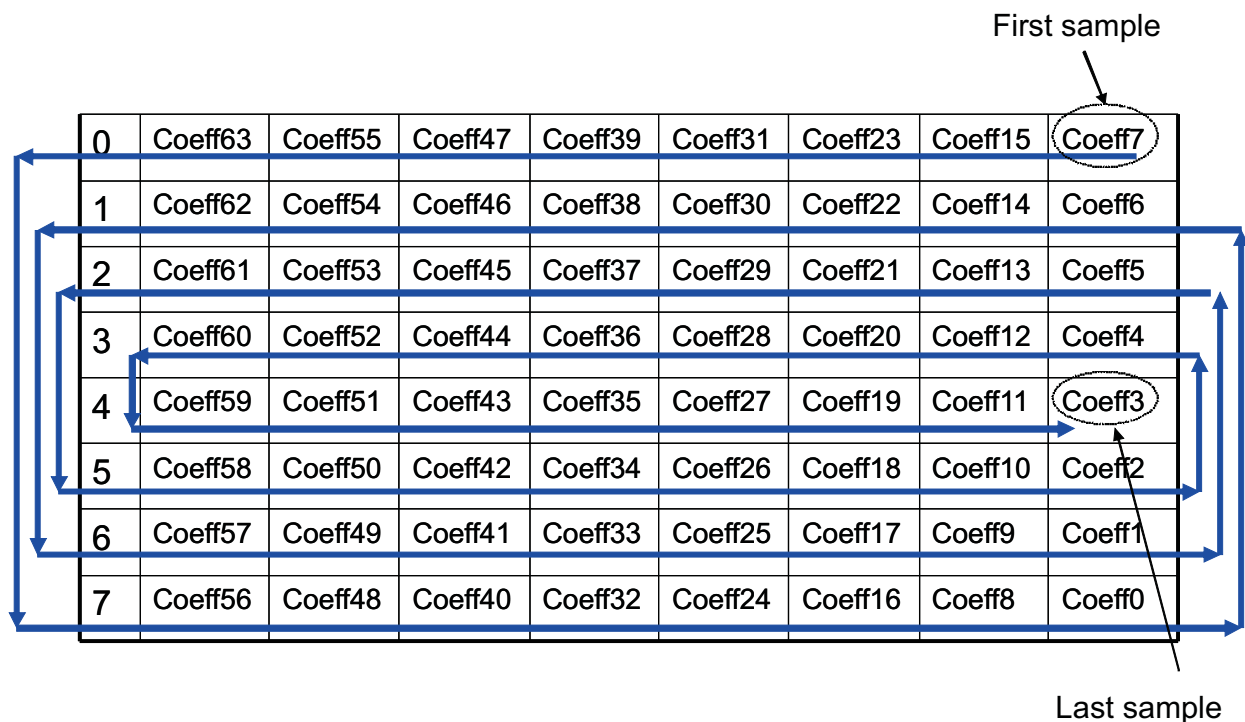 First sample
0 Coeff63 Coeff55 Coeff47 Coeff39 Coeff31 Coeff23 Coeff15 Coeff7
1 Coeff62 Coeff54 Coeff46 Coeff38 Coeff30 Coeff22 Coeff14 Coeff6
2 Coeff61 Coeff53 Coeff45 Coeff37 Coeff29 Coeff21 Coeff13 Coeff5
3 Coeff60 Coeff52 Coeff44 Coeff36 Coeff28 Coeff20 Coeff12 Coeff4
4 Coeff59 Coeff51 Coeff43 Coeff35 Coeff27 Coeff19 Coeff11 Coeff3
5 Coeff58 Coeff50 Coeff42 Coeff34 Coeff26 Coeff18 Coeff10 Coeff2
6 Coeff57 Coeff49 Coeff41 Coeff33 Coeff25 Coeff17 Coeff9 Coeff1
7 Coeff56 Coeff48 Coeff40 Coeff32 Coeff24 Coeff16 Coeff8 Coeff0
Last sample